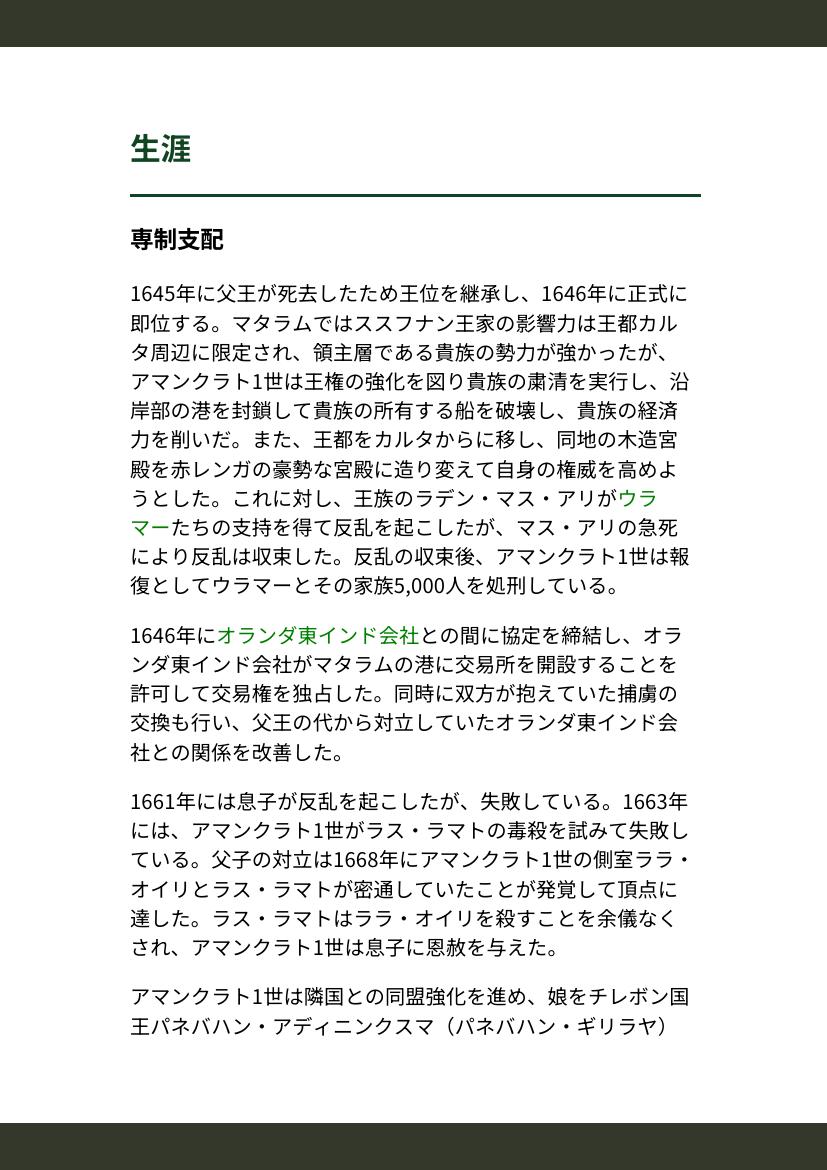 生涯
専制支配
1645年に父王が死去したため王位を継承し、1646年に正式に
即位する。マタラムではススフナン王家の影響力は王都カル
タ周辺に限定され、領主層である貴族の勢力が強かったが、
アマンクラト1世は王権の強化を図り貴族の粛清を実行し、沿
岸部の港を封鎖して貴族の所有する船を破壊し、貴族の経済
力を削いだ。また、王都をカルタからに移し、同地の木造宮
殿を赤レンガの豪勢な宮殿に造り変えて自身の権威を高めよ
うとした。これに対し、王族のラデン・マス・アリがウラ
マーたちの支持を得て反乱を起こしたが、マス・アリの急死
により反乱は収束した。反乱の収束後、アマンクラト1世は報
復としてウラマーとその家族5,000人を処刑している。
1646年にオランダ東インド会社との間に協定を締結し、オラ
ンダ東インド会社がマタラムの港に交易所を開設することを
許可して交易権を独占した。同時に双方が抱えていた捕虜の
交換も行い、父王の代から対立していたオランダ東インド会
社との関係を改善した。
1661年には息子が反乱を起こしたが、失敗している。1663年
には、アマンクラト1世がラス・ラマトの毒殺を試みて失敗し
ている。父子の対立は1668年にアマンクラト1世の側室ララ・
オイリとラス・ラマトが密通していたことが発覚して頂点に
達した。ラス・ラマトはララ・オイリを殺すことを余儀なく
され、アマンクラト1世は息子に恩赦を与えた。
アマンクラト1世は隣国との同盟強化を進め、娘をチレボン国
王パネバハン・アディニンクスマ（パネバハン・ギリラヤ）